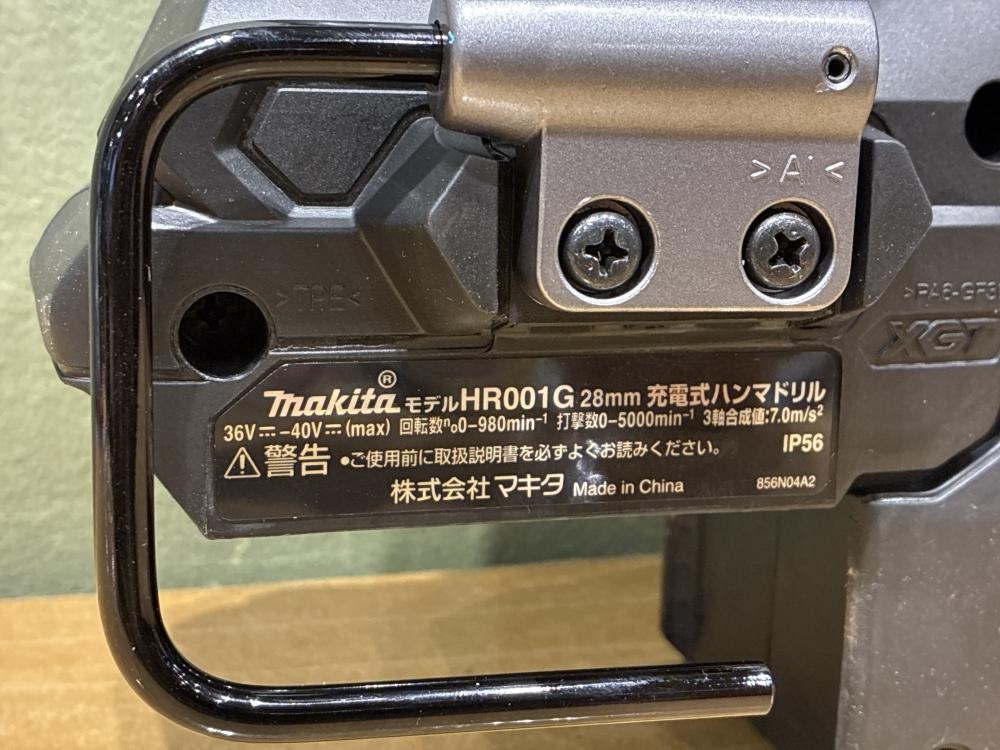 >A<
>TPE<
>PA6-GF3
XGT
makita® モデルHR001G 28mm 充電式ハンマドリル
36V⎓-40V⎓(max) 回転数n₀0-980min⁻¹ 打撃数0-5000min⁻¹ 3軸合成値:7.0m/s²
⚠警告 •ご使用前に取扱説明書を必ずよくお読みください。 IP56
株式会社 マキタ Made in China 856N04A2